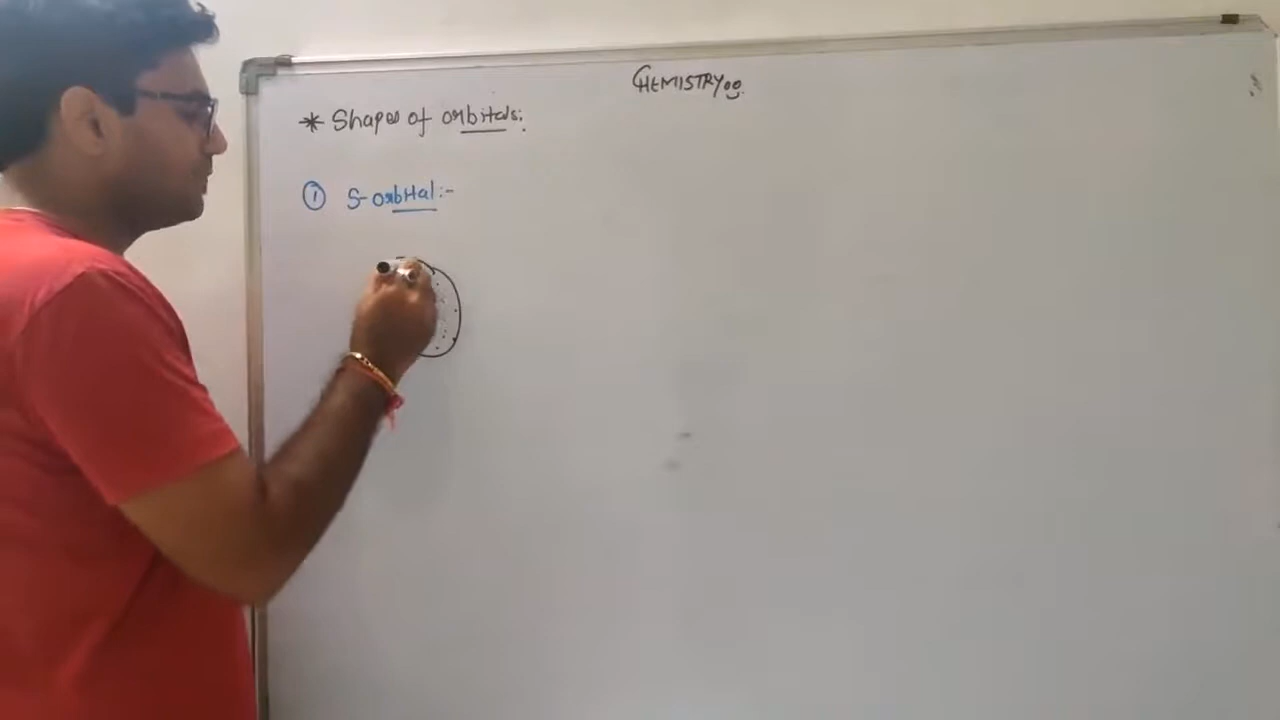 CHEMISTRY
* Shapes of orbitals:
① S-orbital:-